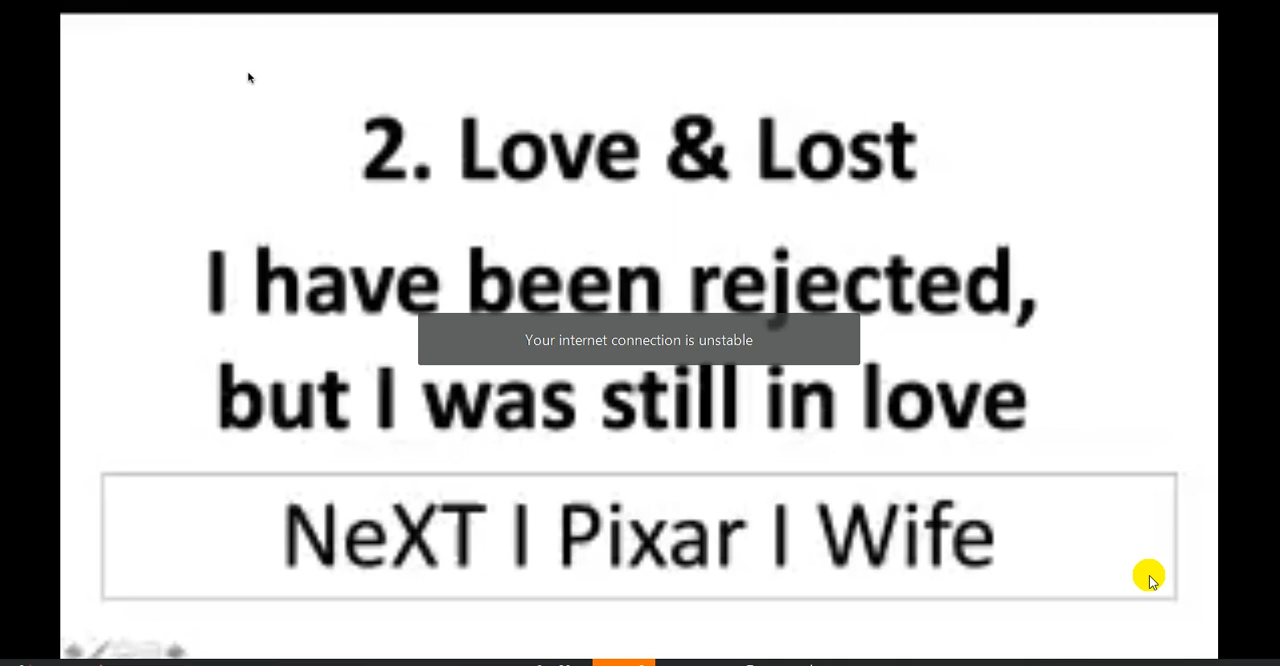 2. Love & Lost
I have been rejected,
Your internet connection is unstable
but I was still in love
NeXT I Pixar I Wife